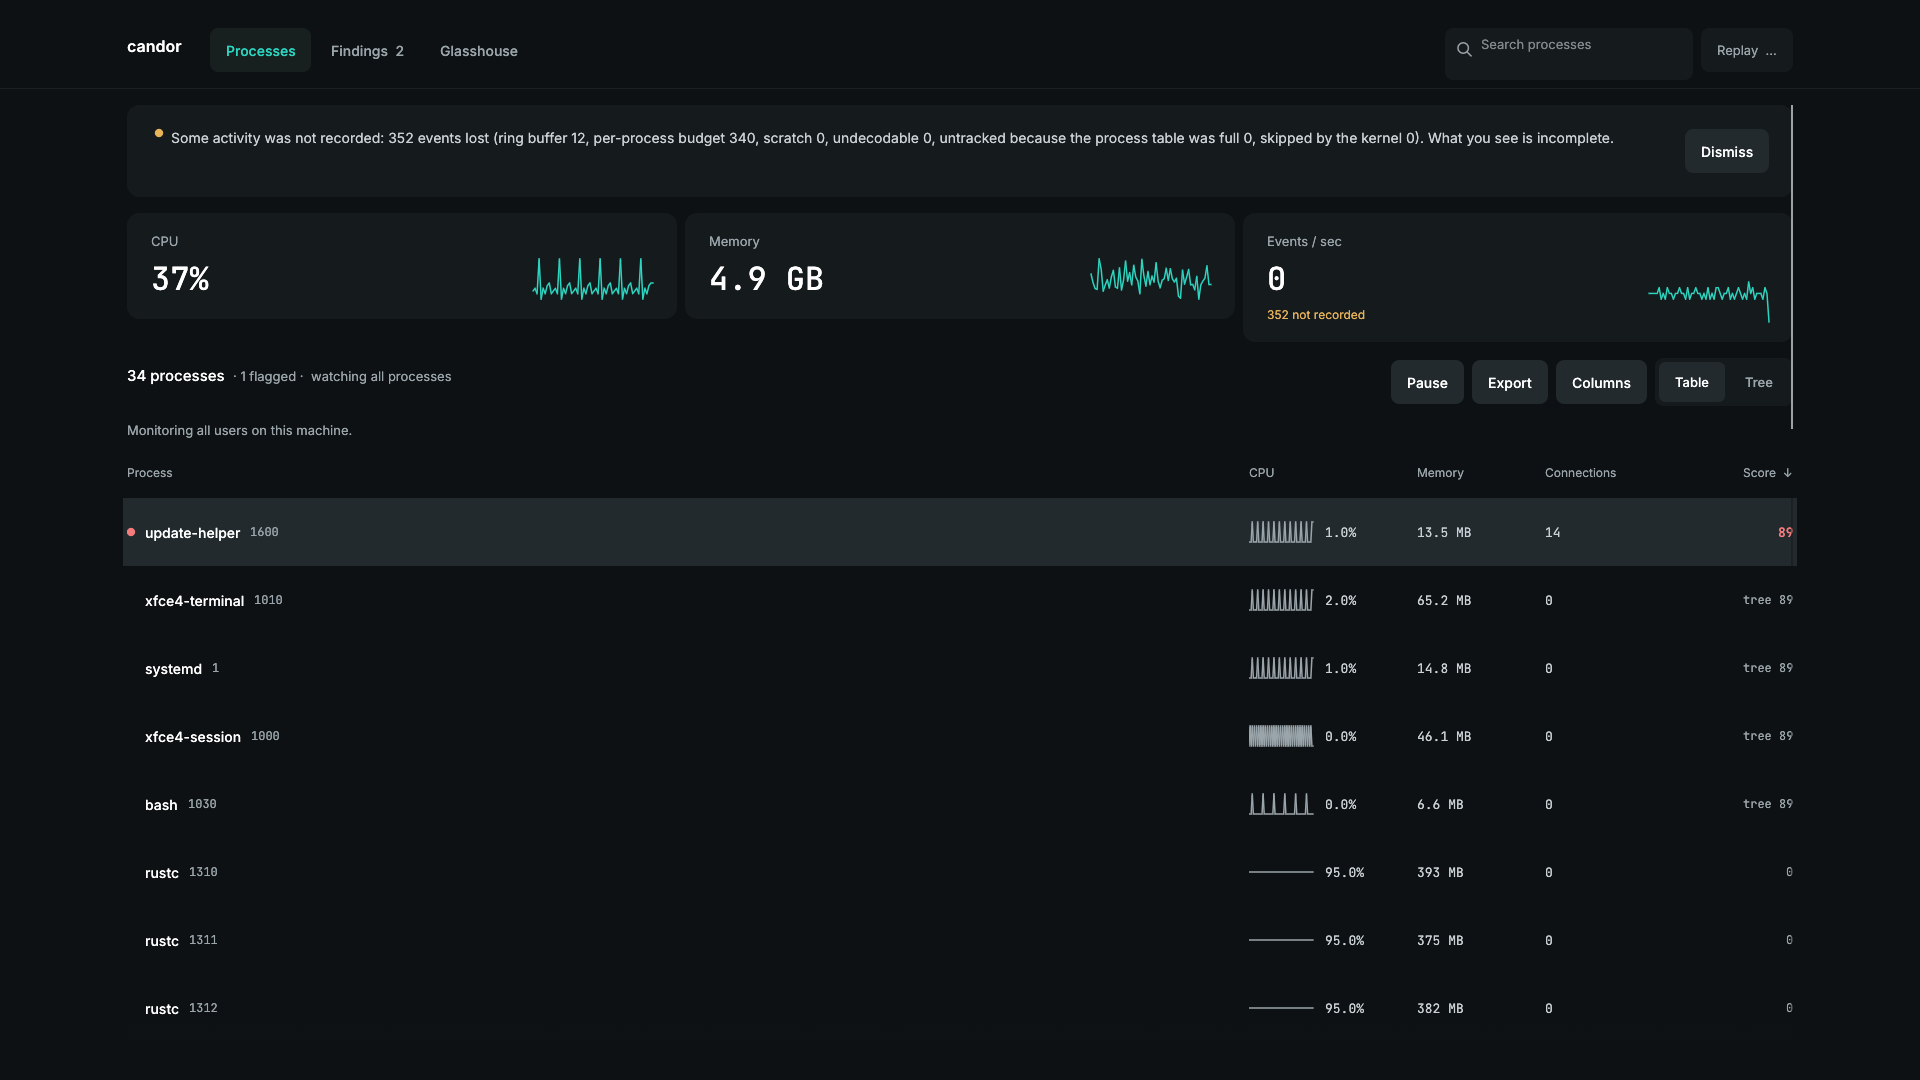 candor Processes Findings 2 Glasshouse Search processes Replay ...
Some activity was not recorded: 352 events lost (ring buffer 12, per-process budget 340, scratch 0, undecodable 0, untracked because the process table was full 0, skipped by the kernel 0). What you see is incomplete.
Dismiss
CPU
37%
Memory
4.9 GB
Events / sec
0
352 not recorded
34 processes · 1 flagged · watching all processes
Pause Export Columns Table Tree
Monitoring all users on this machine.
Process CPU Memory Connections Score ↓
update-helper 1600 1.0% 13.5 MB 14 89
xfce4-terminal 1010 2.0% 65.2 MB 0 tree 89
systemd 1 1.0% 14.8 MB 0 tree 89
xfce4-session 1000 0.0% 46.1 MB 0 tree 89
bash 1030 0.0% 6.6 MB 0 tree 89
rustc 1310 95.0% 393 MB 0 0
rustc 1311 95.0% 375 MB 0 0
rustc 1312 95.0% 382 MB 0 0